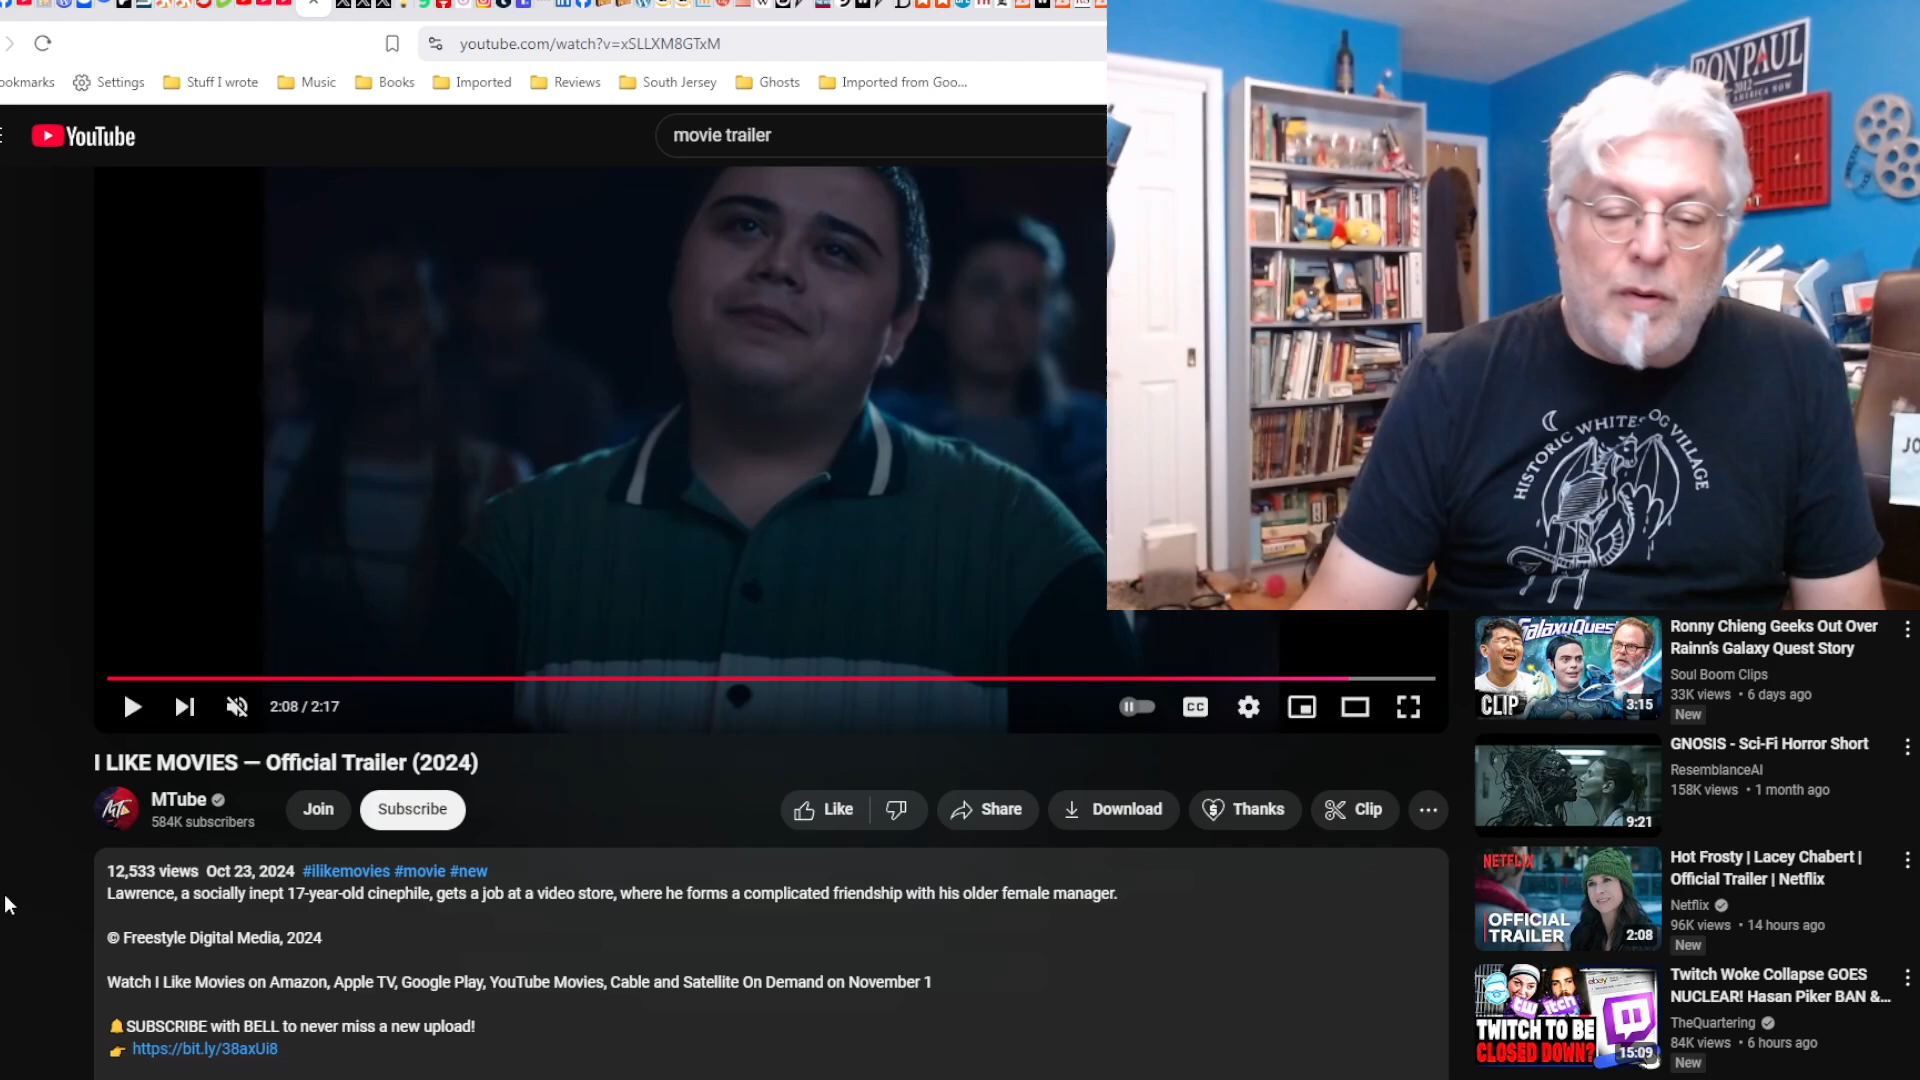 youtube.com/watch?v=xSLLXM8GTxM
ookmarks Settings Stuff I wrote Music Books Imported Reviews South Jersey Ghosts Imported from Goo...
YouTube
movie trailer
RON PAUL
2012
AMERICA NOW
HISTORIC WHITE OG VILLAGE
JO
2:08 / 2:17
CC
I LIKE MOVIES — Official Trailer (2024)
MTube
584K subscribers
Join
Subscribe
Like
Share
Download
Thanks
Clip
12,533 views Oct 23, 2024 #ilikemovies #movie #new
Lawrence, a socially inept 17-year-old cinephile, gets a job at a video store, where he forms a complicated friendship with his older female manager.
© Freestyle Digital Media, 2024
Watch I Like Movies on Amazon, Apple TV, Google Play, YouTube Movies, Cable and Satellite On Demand on November 1
🔔SUBSCRIBE with BELL to never miss a new upload!
👉 https://bit.ly/38axUi8
GalaxyQuest
CLIP
3:15
Ronny Chieng Geeks Out Over
Rainn's Galaxy Quest Story
Soul Boom Clips
33K views • 6 days ago
New
9:21
GNOSIS - Sci-Fi Horror Short
ResemblanceAI
158K views • 1 month ago
NETFLIX
OFFICIAL
TRAILER
2:08
Hot Frosty | Lacey Chabert |
Official Trailer | Netflix
Netflix
96K views • 14 hours ago
New
ebay
twitch
TWITCH TO BE
CLOSED DOWN?
15:09
Twitch Woke Collapse GOES
NUCLEAR! Hasan Piker BAN &...
TheQuartering
84K views • 6 hours ago
New